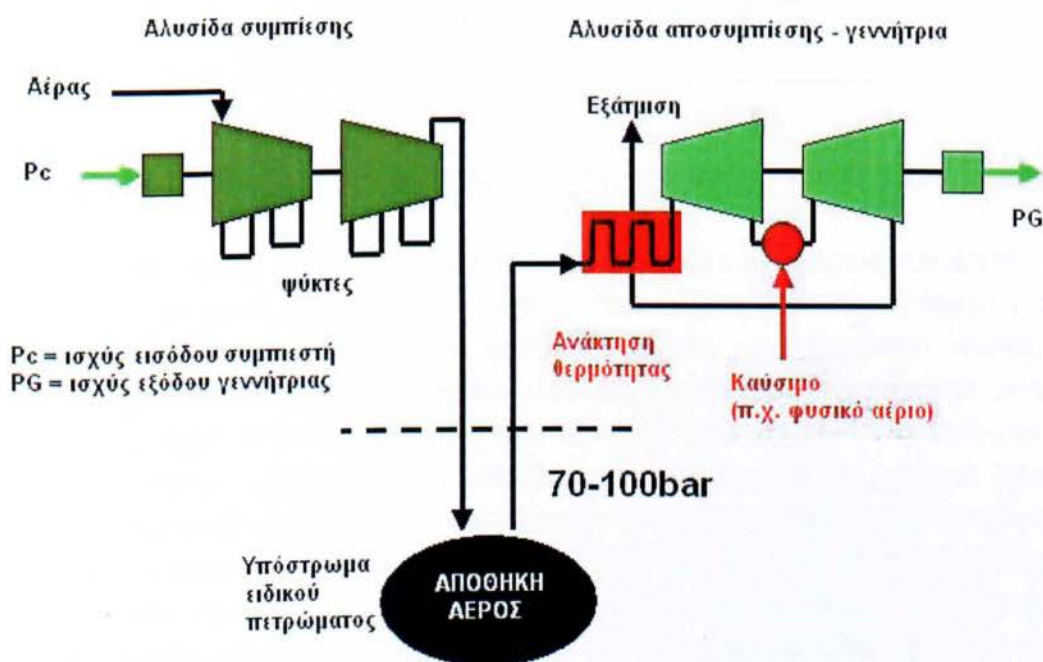 Αλυσίδα συμπίεσης
Αλυσίδα αποσυμπίεσης - γεννήτρια
Αέρας
Εξάτμιση
Pc
PG
ψύκτες
Pc = ισχύς εισόδου συμπιεστή
PG = ισχύς εξόδου γεννήτριας
Ανάκτηση
θερμότητας
Καύσιμο
(π.χ. φυσικό αέριο)
70-100bar
Υπόστρωμα
ειδικού
πετρώματος
ΑΠΟΘΗΚΗ
ΑΕΡΟΣ